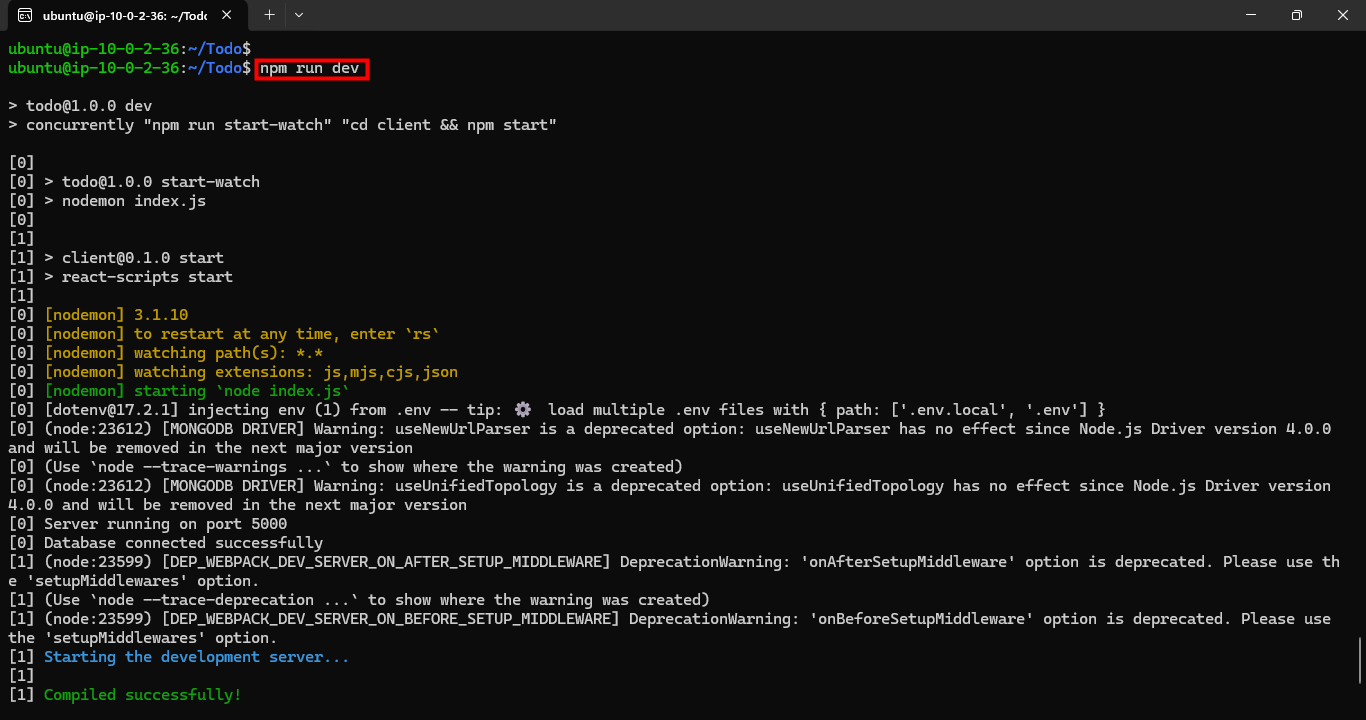 ubuntu@ip-10-0-2-36: ~/Todo
ubuntu@ip-10-0-2-36:~/Todo$
ubuntu@ip-10-0-2-36:~/Todo$ npm run dev
> todo@1.0.0 dev
> concurrently "npm run start-watch" "cd client && npm start"
[0]
[0] > todo@1.0.0 start-watch
[0] > nodemon index.js
[0]
[1]
[1] > client@0.1.0 start
[1] > react-scripts start
[1]
[0] [nodemon] 3.1.10
[0] [nodemon] to restart at any time, enter `rs`
[0] [nodemon] watching path(s): *.*
[0] [nodemon] watching extensions: js,mjs,cjs,json
[0] [nodemon] starting `node index.js`
[0] [dotenv@17.2.1] injecting env (1) from .env -- tip: ⚙️ load multiple .env files with { path: ['.env.local', '.env'] }
[0] (node:23612) [MONGODB DRIVER] Warning: useNewUrlParser is a deprecated option: useNewUrlParser has no effect since Node.js Driver version 4.0.0
and will be removed in the next major version
[0] (Use `node --trace-warnings ...` to show where the warning was created)
[0] (node:23612) [MONGODB DRIVER] Warning: useUnifiedTopology is a deprecated option: useUnifiedTopology has no effect since Node.js Driver version
4.0.0 and will be removed in the next major version
[0] Server running on port 5000
[0] Database connected successfully
[1] (node:23599) [DEP_WEBPACK_DEV_SERVER_ON_AFTER_SETUP_MIDDLEWARE] DeprecationWarning: 'onAfterSetupMiddleware' option is deprecated. Please use th
e 'setupMiddlewares' option.
[1] (Use `node --trace-deprecation ...` to show where the warning was created)
[1] (node:23599) [DEP_WEBPACK_DEV_SERVER_ON_BEFORE_SETUP_MIDDLEWARE] DeprecationWarning: 'onBeforeSetupMiddleware' option is deprecated. Please use
the 'setupMiddlewares' option.
[1] Starting the development server...
[1]
[1] Compiled successfully!